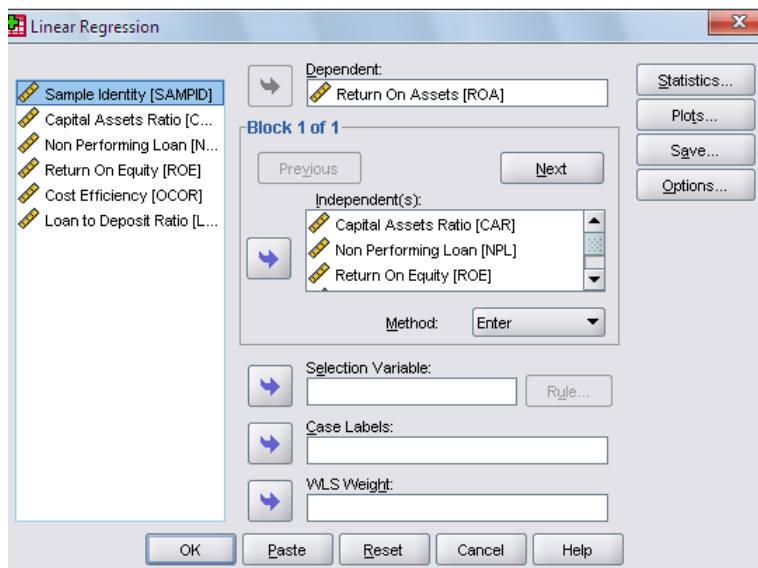 Linear Regression
Sample Identity [SAMPID]
Capital Assets Ratio [C...
Non Performing Loan [N...
Return On Equity [ROE]
Cost Efficiency [OCOR]
Loan to Deposit Ratio [L...
Dependent:
Return On Assets [ROA]
Block 1 of 1
Previous
Next
Independent(s):
Capital Assets Ratio [CAR]
Non Performing Loan [NPL]
Return On Equity [ROE]
Method:
Enter
Selection Variable:
Rule...
Case Labels:
WLS Weight:
Statistics...
Plots...
Save...
Options...
OK
Paste
Reset
Cancel
Help